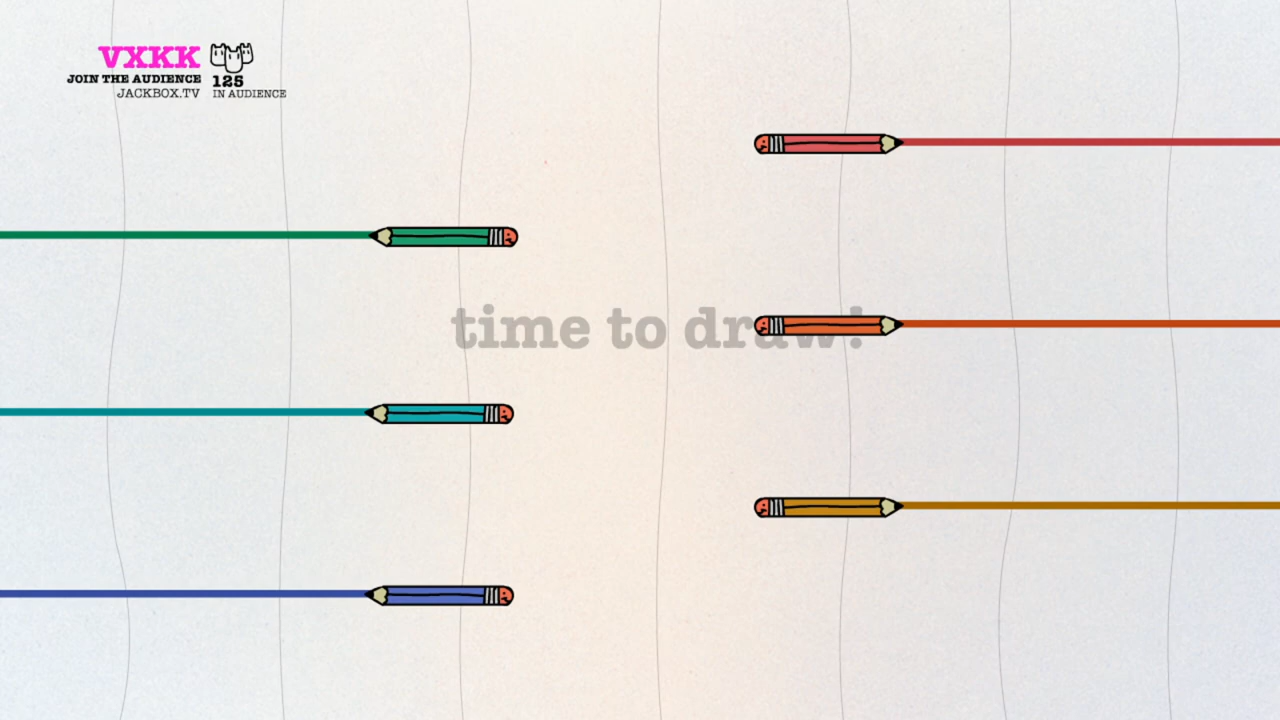 VXKK
JOIN THE AUDIENCE
JACKBOX.TV
125
IN AUDIENCE
time to draw!